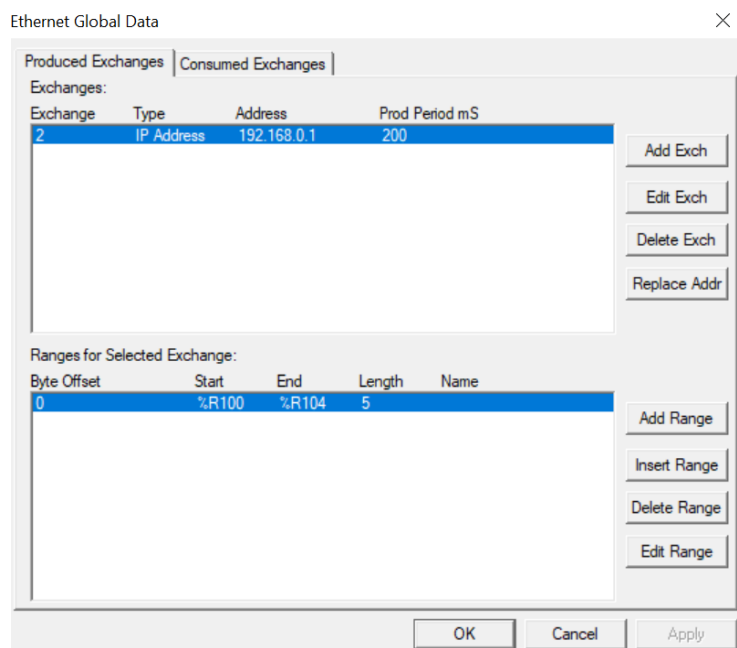 Ethernet Global Data
Produced Exchanges Consumed Exchanges
Exchanges:
Exchange Type Address Prod Period mS
2 IP Address 192.168.0.1 200
Add Exch
Edit Exch
Delete Exch
Replace Addr
Ranges for Selected Exchange:
Byte Offset Start End Length Name
0 %R100 %R104 5
Add Range
Insert Range
Delete Range
Edit Range
OK Cancel Apply